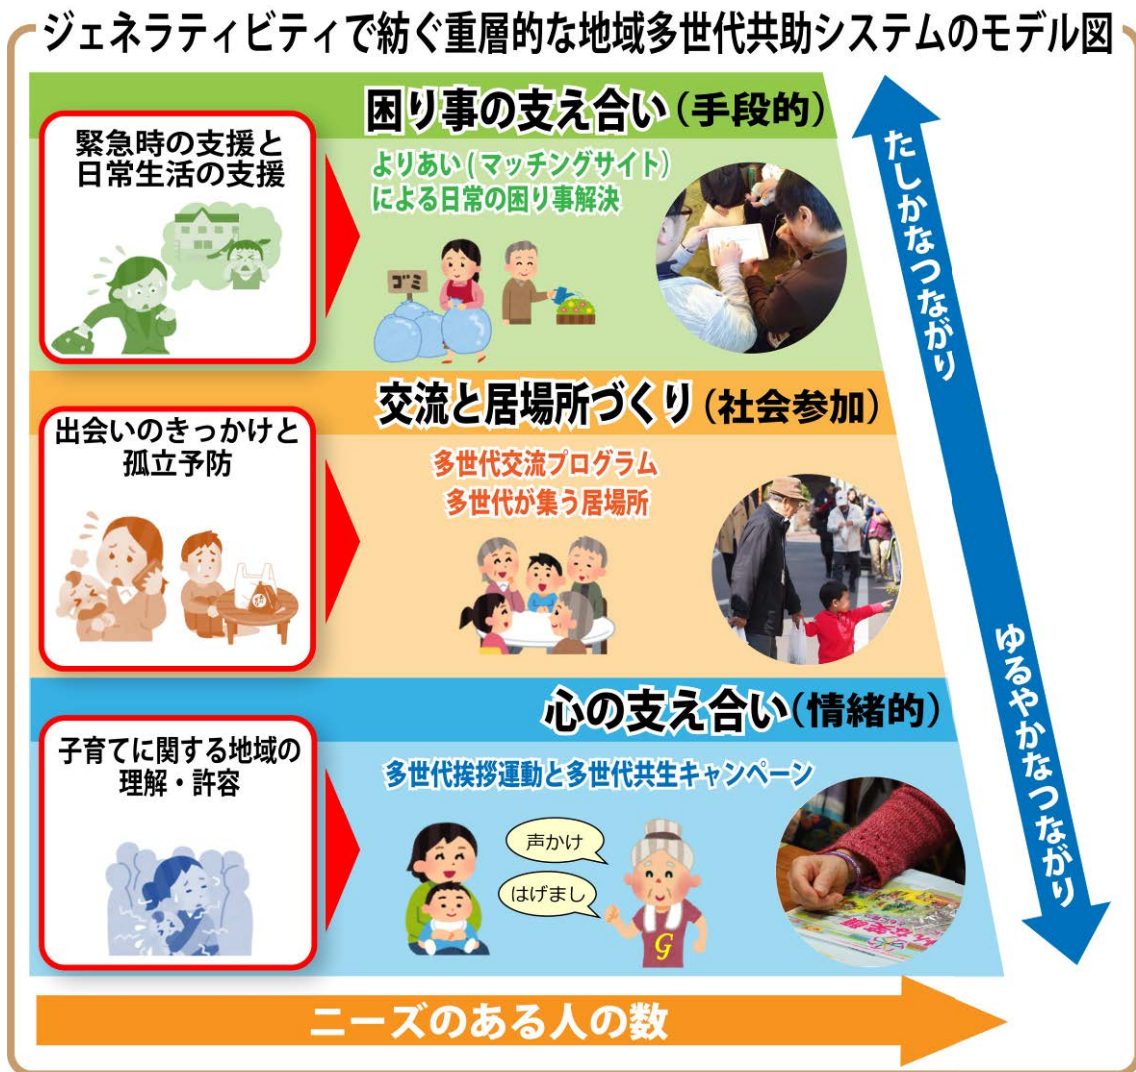 ジェネラティビティで紡ぐ重層的な地域多世代共助システムのモデル図
困り事の支え合い(手段的)
緊急時の支援と
日常生活の支援
よりあい(マッチングサイト)
による日常の困り事解決
ゴミ
たしかなつながり
交流と居場所づくり(社会参加)
出会いのきっかけと
孤立予防
多世代交流プログラム
多世代が集う居場所
ゆるやかなつながり
心の支え合い(情緒的)
子育てに関する地域の
理解・許容
多世代挨拶運動と多世代共生キャンペーン
声かけ
はげまし
G
ニーズのある人の数